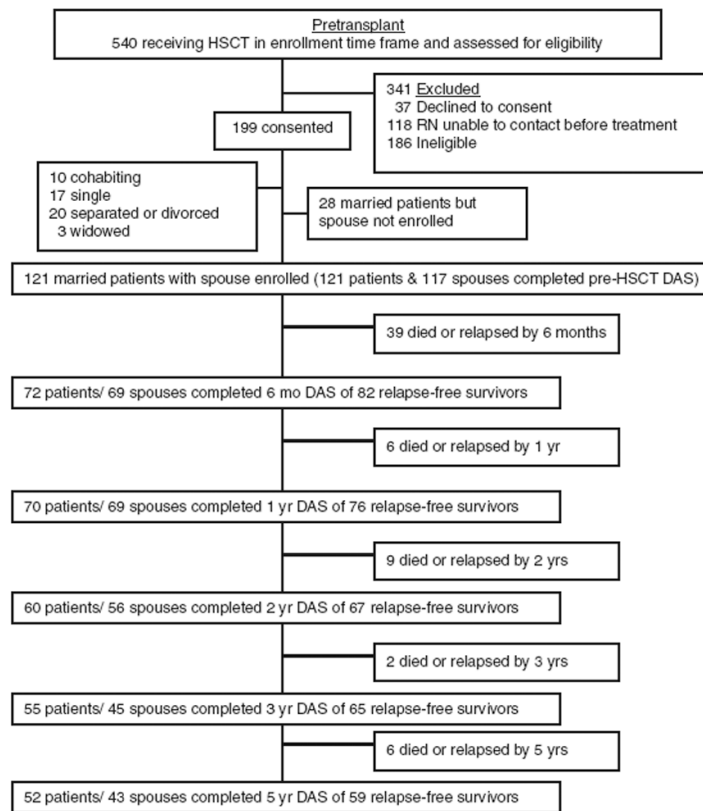 Pretransplant
540 receiving HSCT in enrollment time frame and assessed for eligibility
341 Excluded
37 Declined to consent
118 RN unable to contact before treatment
186 Ineligible
199 consented
10 cohabiting
17 single
20 separated or divorced
3 widowed
28 married patients but
spouse not enrolled
121 married patients with spouse enrolled (121 patients & 117 spouses completed pre-HSCT DAS)
39 died or relapsed by 6 months
72 patients/ 69 spouses completed 6 mo DAS of 82 relapse-free survivors
6 died or relapsed by 1 yr
70 patients/ 69 spouses completed 1 yr DAS of 76 relapse-free survivors
9 died or relapsed by 2 yrs
60 patients/ 56 spouses completed 2 yr DAS of 67 relapse-free survivors
2 died or relapsed by 3 yrs
55 patients/ 45 spouses completed 3 yr DAS of 65 relapse-free survivors
6 died or relapsed by 5 yrs
52 patients/ 43 spouses completed 5 yr DAS of 59 relapse-free survivors